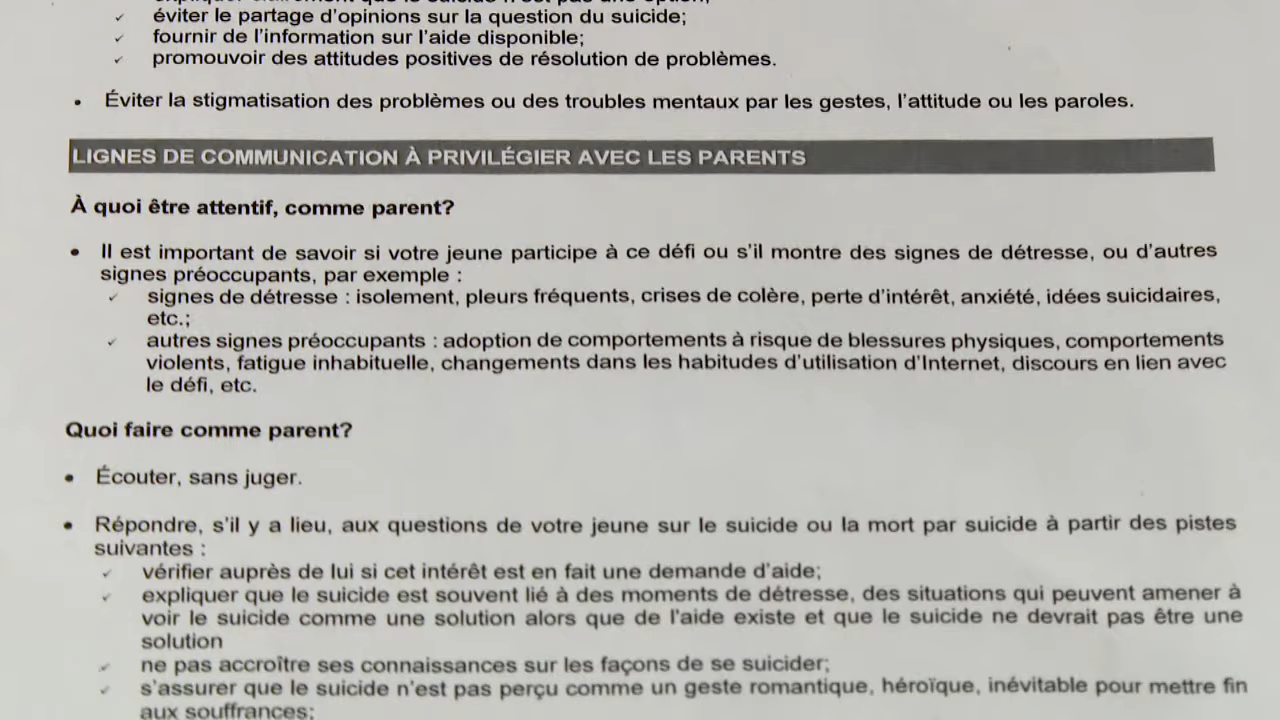 éviter le partage d'opinions sur la question du suicide;
fournir de l'information sur l'aide disponible;
promouvoir des attitudes positives de résolution de problèmes.
Éviter la stigmatisation des problèmes ou des troubles mentaux par les gestes, l'attitude ou les paroles.
LIGNES DE COMMUNICATION À PRIVILÉGIER AVEC LES PARENTS
À quoi être attentif, comme parent?
Il est important de savoir si votre jeune participe à ce défi ou s'il montre des signes de détresse, ou d'autres
signes préoccupants, par exemple :
signes de détresse : isolement, pleurs fréquents, crises de colère, perte d'intérêt, anxiété, idées suicidaires,
etc.;
autres signes préoccupants : adoption de comportements à risque de blessures physiques, comportements
violents, fatigue inhabituelle, changements dans les habitudes d'utilisation d'Internet, discours en lien avec
le défi, etc.
Quoi faire comme parent?
Écouter, sans juger.
Répondre, s'il y a lieu, aux questions de votre jeune sur le suicide ou la mort par suicide à partir des pistes
suivantes :
vérifier auprès de lui si cet intérêt est en fait une demande d'aide;
expliquer que le suicide est souvent lié à des moments de détresse, des situations qui peuvent amener à
voir le suicide comme une solution alors que de l'aide existe et que le suicide ne devrait pas être une
solution
ne pas accroître ses connaissances sur les façons de se suicider;
s'assurer que le suicide n'est pas perçu comme un geste romantique, héroïque, inévitable pour mettre fin
aux souffrances;